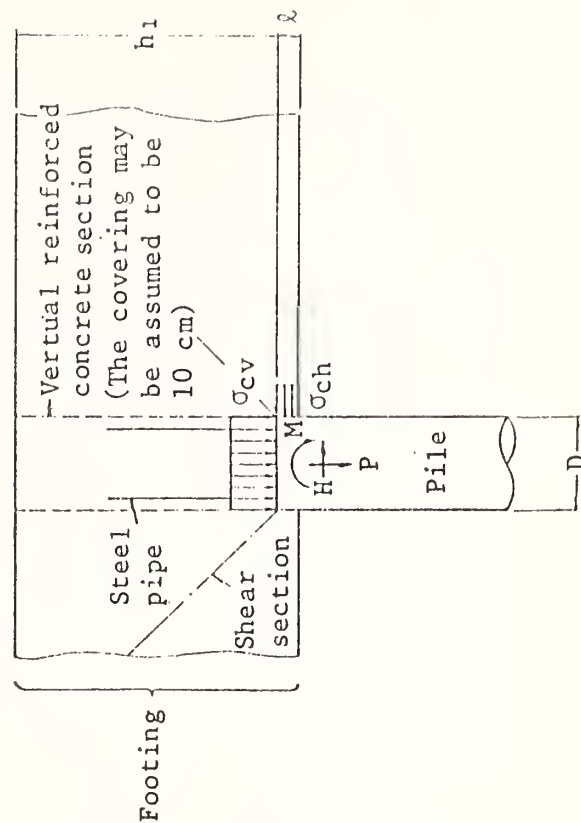 Footing
Steel
pipe
Shear
section
Vertual reinforced
concrete section
(The covering may
be assumed to be
10 cm)
σcv
σch
M
H
P
Pile
D
h1
ℓ